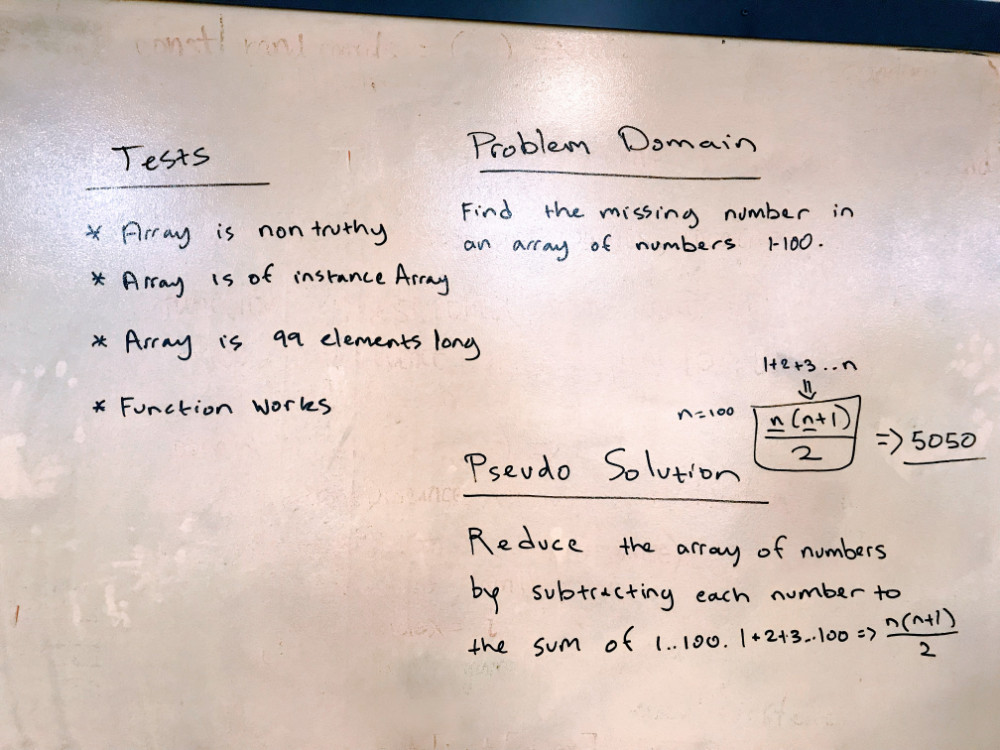 Tests
* Array is non truthy
* Array is of instance Array
* Array is 99 elements long
* Function Works
Problem Domain
Find the missing number in
an array of numbers 1-100.
1+2+3...n
⇓
n=100 n(n+1)/2 => 5050
Pseudo Solution
Reduce the array of numbers
by subtracting each number to
the sum of 1..100. 1+2+3...100 => n(n+1)/2